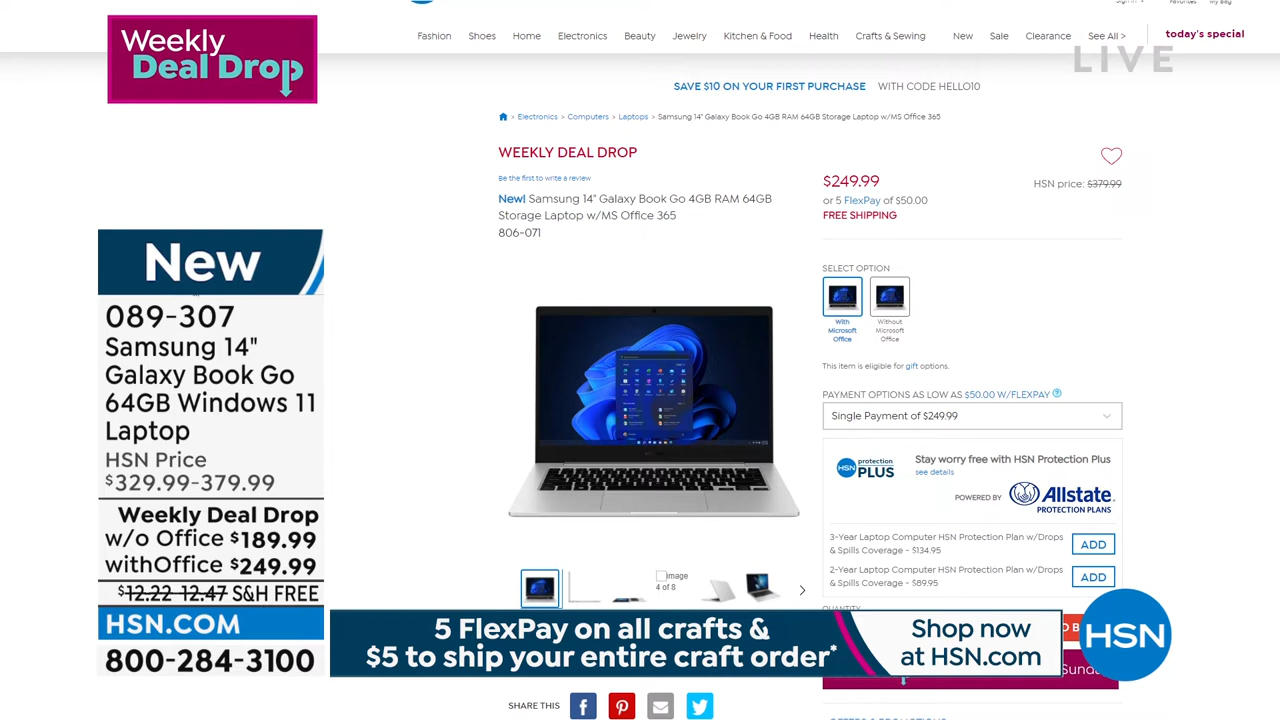 Weekly
Deal Drop
Fashion Shoes Home Electronics Beauty Jewelry Kitchen & Food Health Crafts & Sewing New Sale Clearance See All > today's special
LIVE
SAVE $10 ON YOUR FIRST PURCHASE WITH CODE HELLO10
> Electronics > Computers > Laptops > Samsung 14" Galaxy Book Go 4GB RAM 64GB Storage Laptop w/MS Office 365
WEEKLY DEAL DROP
Be the first to write a review
New! Samsung 14" Galaxy Book Go 4GB RAM 64GB
Storage Laptop w/MS Office 365
806-071
$249.99
HSN price: $379.99
or 5 FlexPay of $50.00
FREE SHIPPING
SELECT OPTION
With
Microsoft
Office
Without
Microsoft
Office
This item is eligible for gift options.
PAYMENT OPTIONS AS LOW AS $50.00 W/FLEXPAY
Single Payment of $249.99
HSN protection
PLUS
Stay worry free with HSN Protection Plus
see details
POWERED BY Allstate
PROTECTION PLANS
3-Year Laptop Computer HSN Protection Plan w/Drops
& Spills Coverage - $134.95
ADD
2-Year Laptop Computer HSN Protection Plan w/Drops
& Spills Coverage - $89.95
ADD
QUANTITY
Image
4 of 8
New
089-307
Samsung 14"
Galaxy Book Go
64GB Windows 11
Laptop
HSN Price
$329.99-379.99
Weekly Deal Drop
w/o Office $189.99
withOffice $249.99
$12.22-12.47 S&H FREE
HSN.COM
800-284-3100
5 FlexPay on all crafts &
$5 to ship your entire craft order*
Shop now
at HSN.com
HSN
SHARE THIS